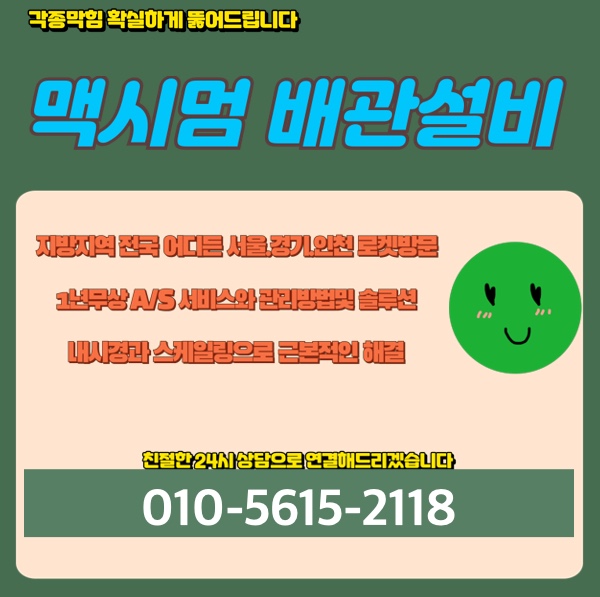 각종막힘 확실하게 뚫어드립니다
맥시멈 배관설비
지방지역 전국 어디든 서울.경기.인천 로켓방문
1년무상 A/S 서비스와 관리방법및 솔루션
내시경과 스케일링으로 근본적인 해결
친절한 24시 상담으로 연결해드리겠습니다
010-5615-2118